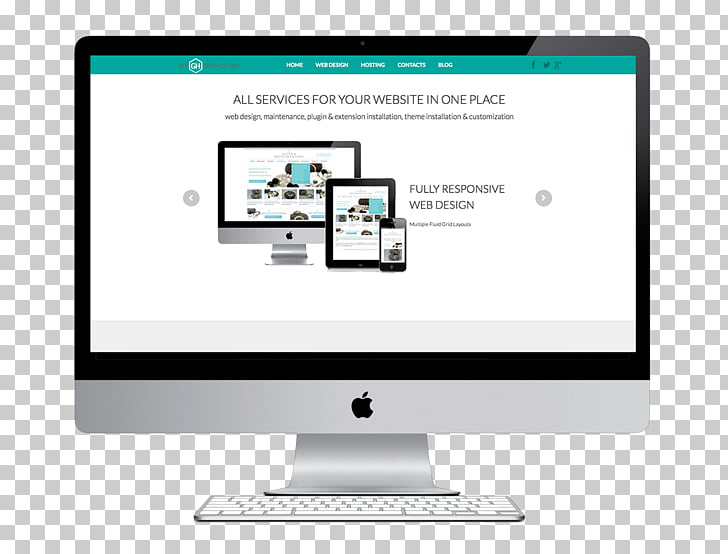 GH
HOME WEB DESIGN HOSTING CONTACTS BLOG
ALL SERVICES FOR YOUR WEBSITE IN ONE PLACE
web design, maintenance, plugin & extension installation, theme installation & customization
FULLY RESPONSIVE
WEB DESIGN
Multiple Fluid Grid Layouts